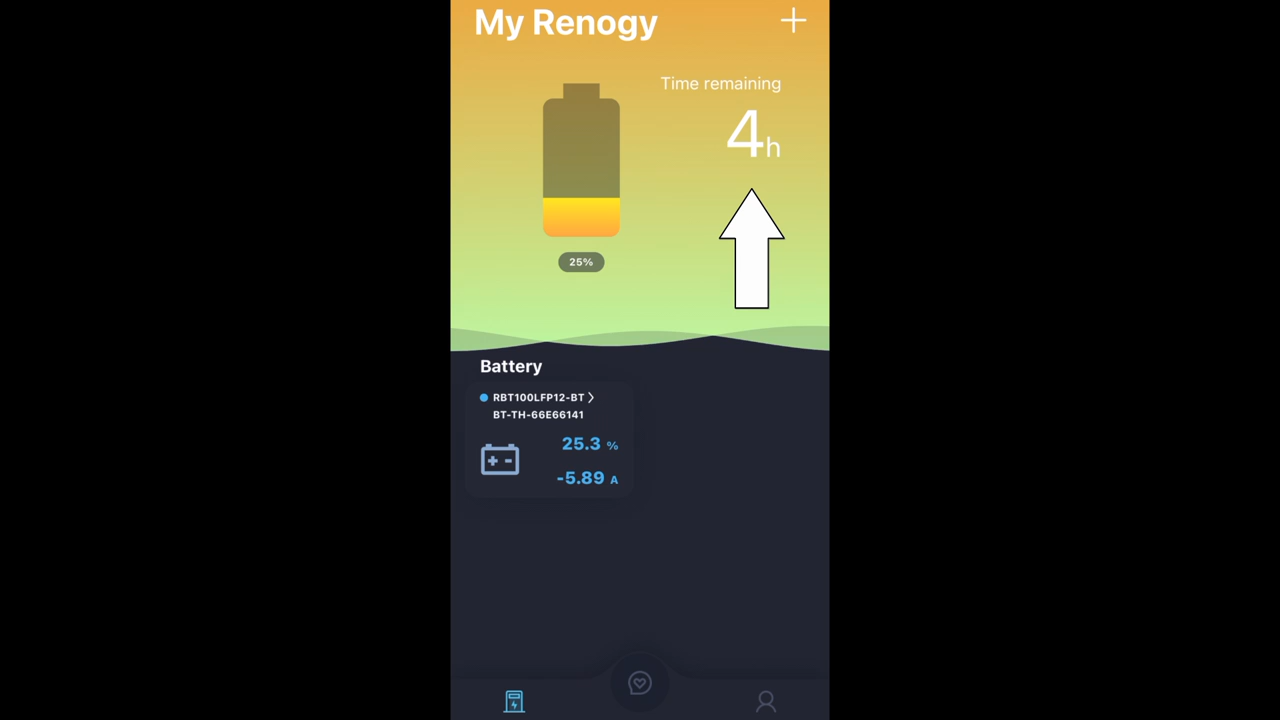 My Renogy
Time remaining
4h
25%
Battery
RBT100LFP12-BT
BT-TH-66E66141
25.3 %
-5.89 A